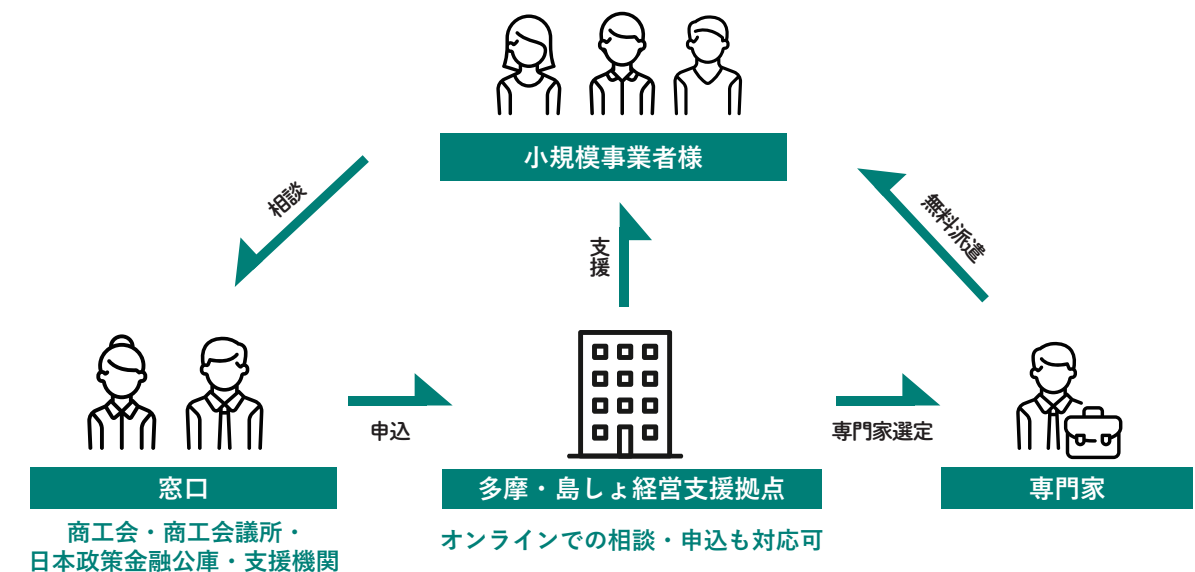 小規模事業者様
相談
支援
無料派遣
申込
専門家選定
窓口
多摩・島しょ経営支援拠点
専門家
商工会・商工会議所・
日本政策金融公庫・支援機関
オンラインでの相談・申込も対応可